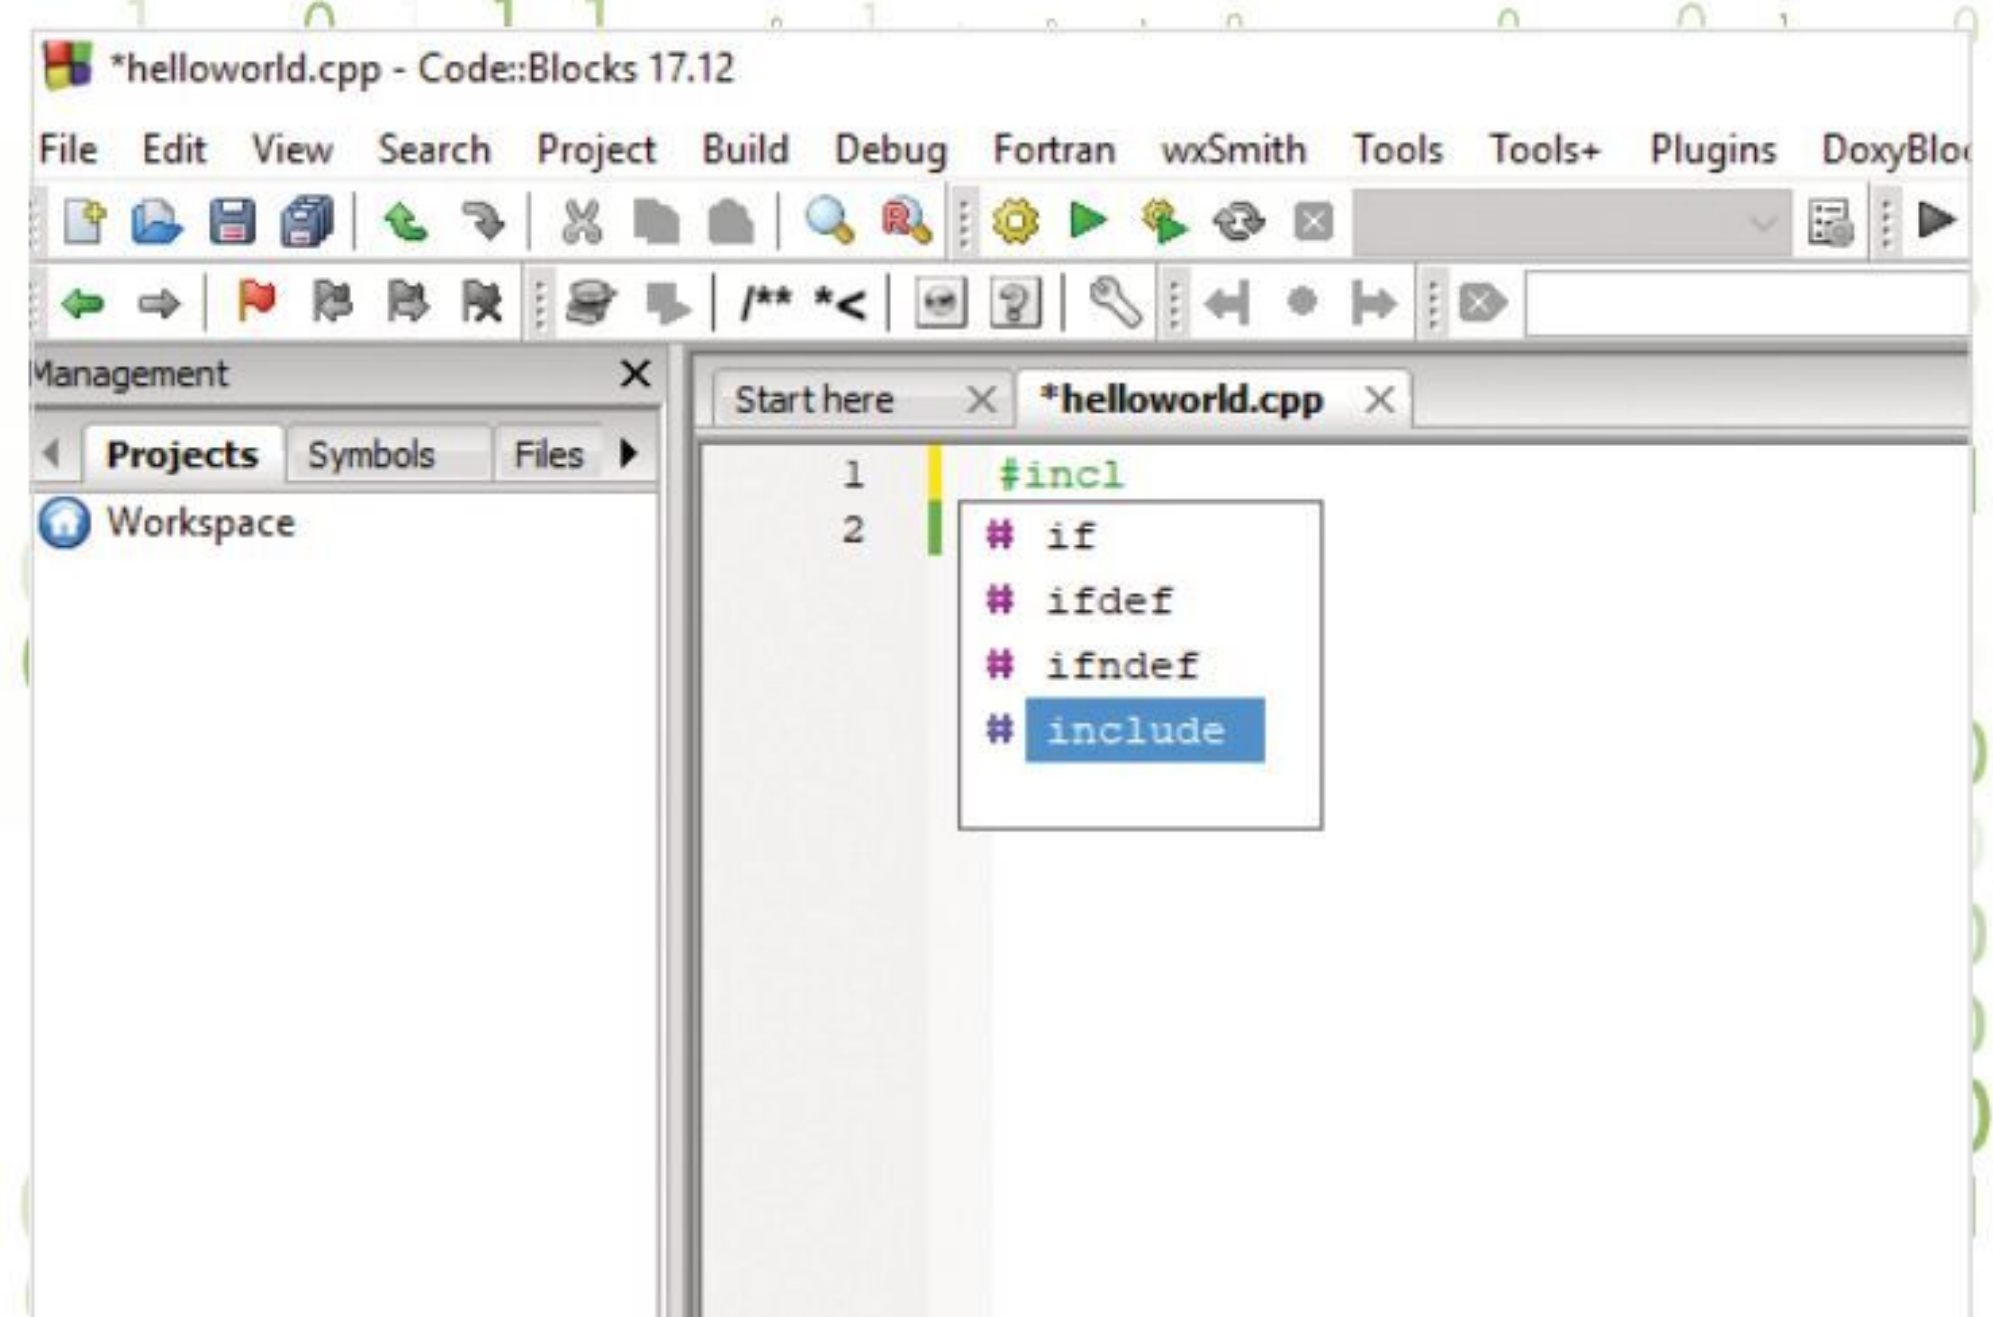 *helloworld.cpp - Code::Blocks 17.12
File Edit View Search Project Build Debug Fortran wxSmith Tools Tools+ Plugins DoxyBloc
/** *<
Management
Start here *helloworld.cpp
Projects Symbols Files
1 #incl
Workspace
2
# if
# ifdef
# ifndef
# include